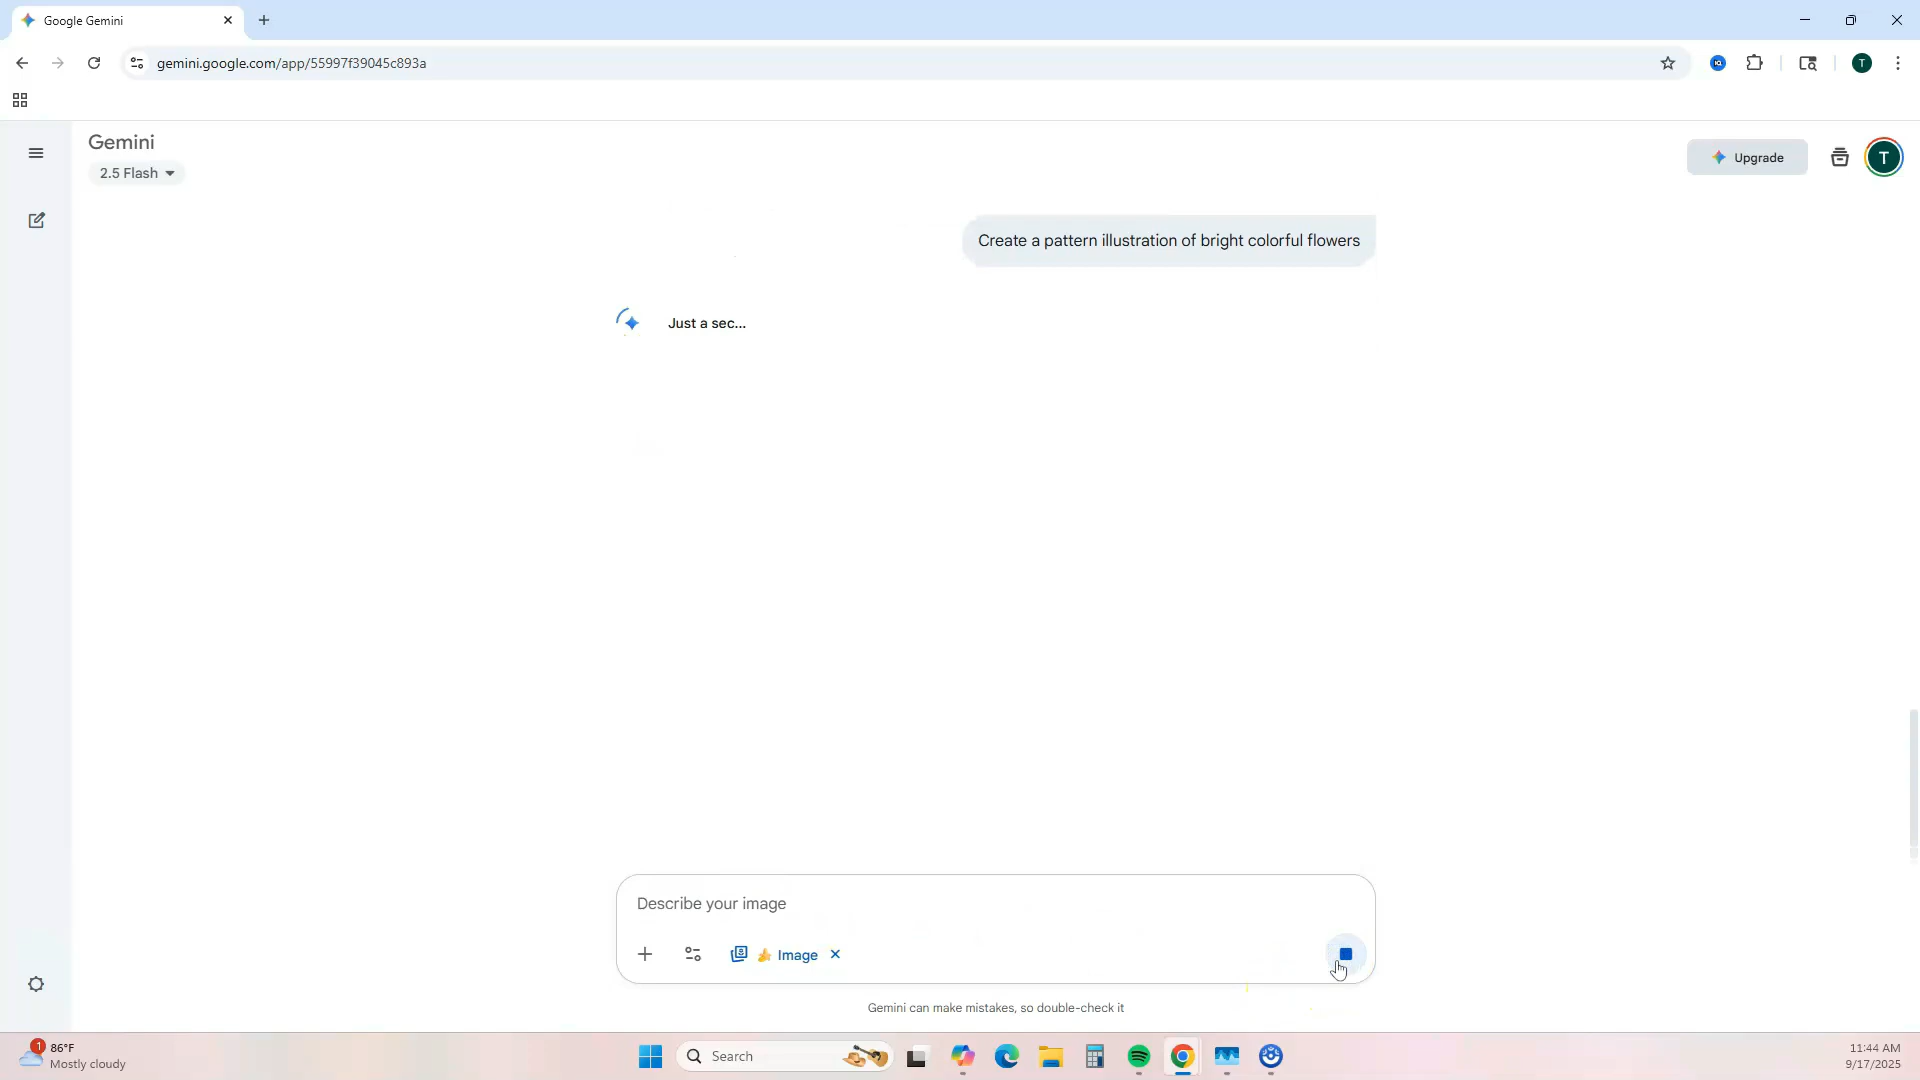 Google Gemini
gemini.google.com/app/55997f39045c893a
T
Gemini
2.5 Flash
Upgrade
T
Create a pattern illustration of bright colorful flowers
Just a sec...
Describe your image
Image
Gemini can make mistakes, so double-check it
1
86°F
Mostly cloudy
Search
11:44 AM
9/17/2025